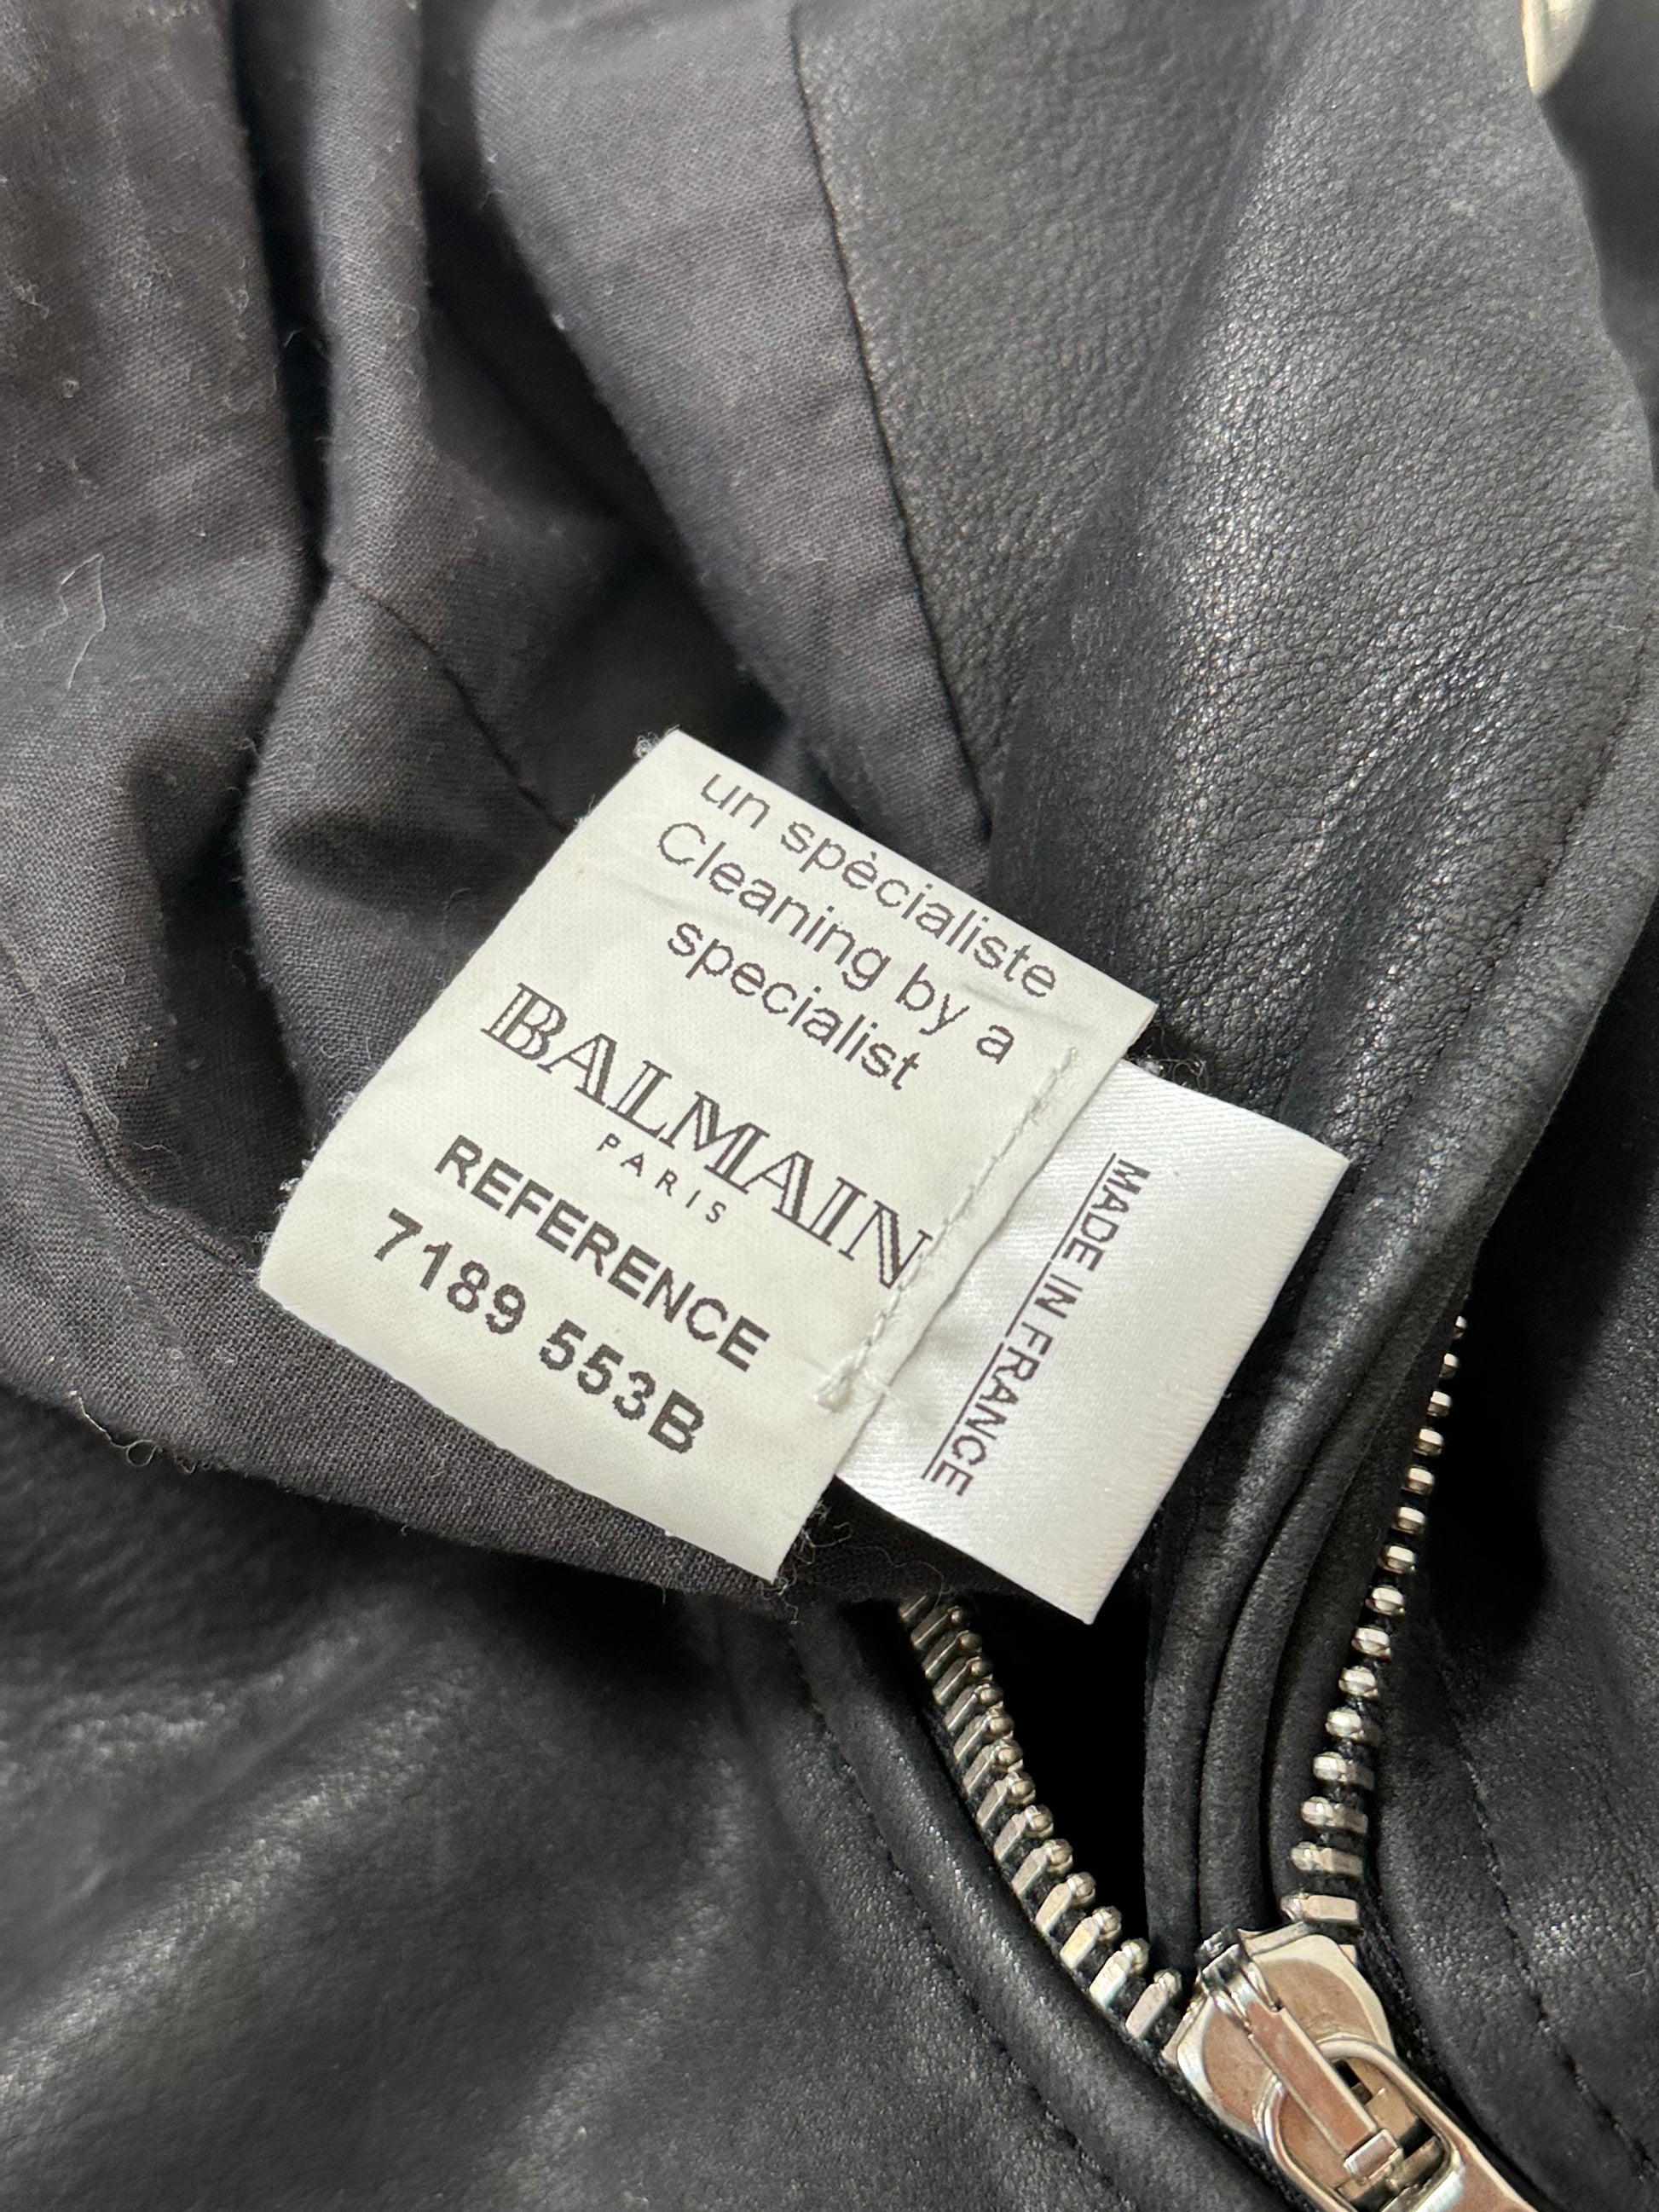 un spècialiste
Cleaning by a
specialist
BALMAIN
PARIS
REFERENCE
7189 553B
MADE IN FRANCE